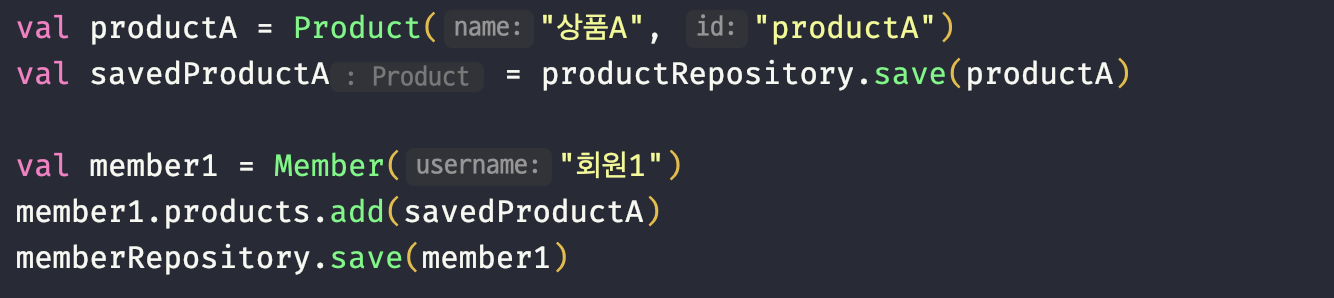 val productA = Product( name: "상품A", id: "productA")
val savedProductA : Product = productRepository.save(productA)
val member1 = Member( username: "회원1")
member1.products.add(savedProductA)
memberRepository.save(member1)